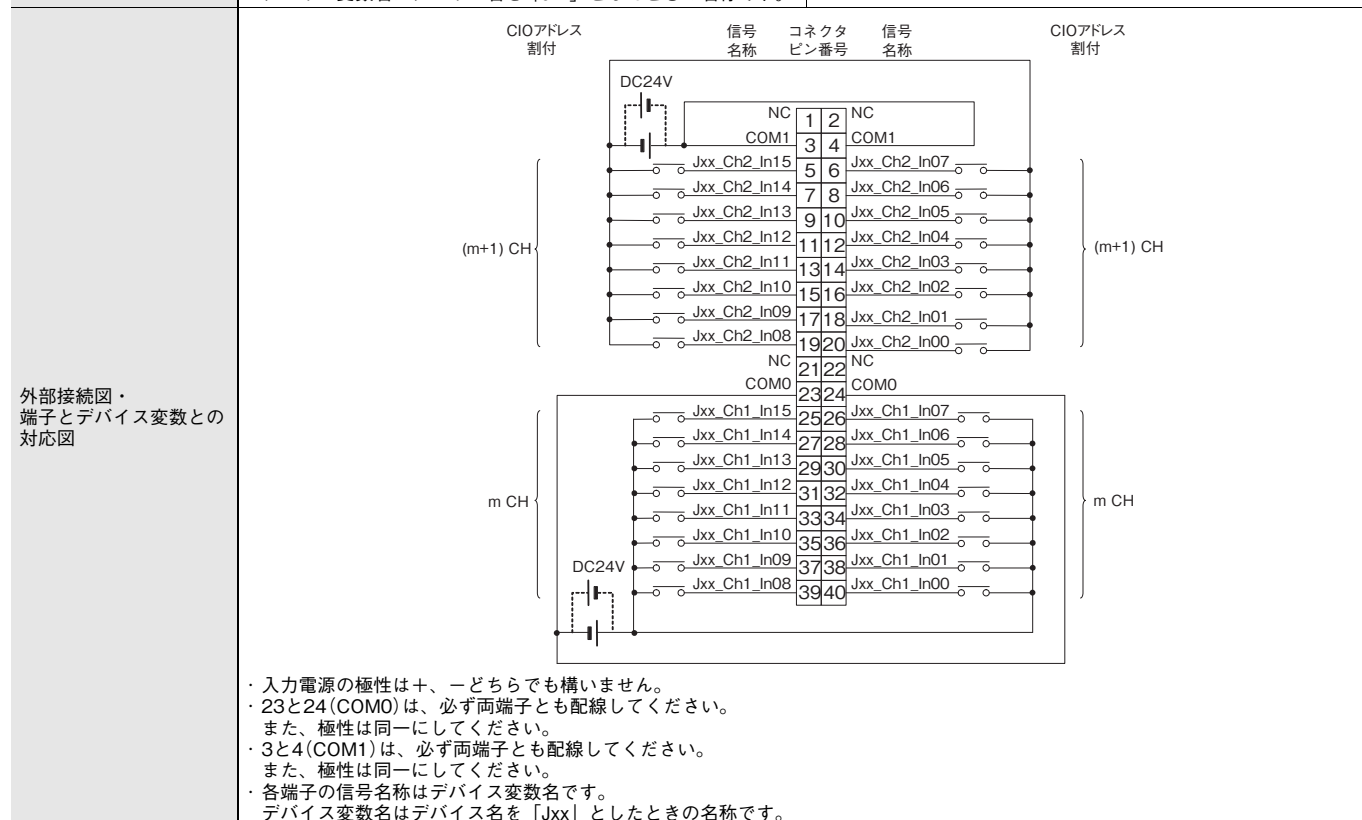 CIOアドレス 割付
信号 名称
コネクタ ピン番号
信号 名称
CIOアドレス 割付
DC24V
NC 1 2 NC
COM1 3 4 COM1
Jxx_Ch2_In15 5 6 Jxx_Ch2_In07
Jxx_Ch2_In14 7 8 Jxx_Ch2_In06
Jxx_Ch2_In13 9 10 Jxx_Ch2_In05
(m+1) CH Jxx_Ch2_In12 11 12 Jxx_Ch2_In04 (m+1) CH
Jxx_Ch2_In11 13 14 Jxx_Ch2_In03
Jxx_Ch2_In10 15 16 Jxx_Ch2_In02
Jxx_Ch2_In09 17 18 Jxx_Ch2_In01
Jxx_Ch2_In08 19 20 Jxx_Ch2_In00
NC 21 22 NC
COM0 23 24 COM0
外部接続図・
端子とデバイス変数との
対応図
Jxx_Ch1_In15 25 26 Jxx_Ch1_In07
Jxx_Ch1_In14 27 28 Jxx_Ch1_In06
Jxx_Ch1_In13 29 30 Jxx_Ch1_In05
m CH Jxx_Ch1_In12 31 32 Jxx_Ch1_In04 m CH
Jxx_Ch1_In11 33 34 Jxx_Ch1_In03
Jxx_Ch1_In10 35 36 Jxx_Ch1_In02
DC24V Jxx_Ch1_In09 37 38 Jxx_Ch1_In01
Jxx_Ch1_In08 39 40 Jxx_Ch1_In00
・入力電源の極性は＋、－どちらでも構いません。
・23と24(COM0)は、必ず両端子とも配線してください。
また、極性は同一にしてください。
・3と4(COM1)は、必ず両端子とも配線してください。
また、極性は同一にしてください。
・各端子の信号名称はデバイス変数名です。
デバイス変数名はデバイス名を「Jxx」としたときの名称です。